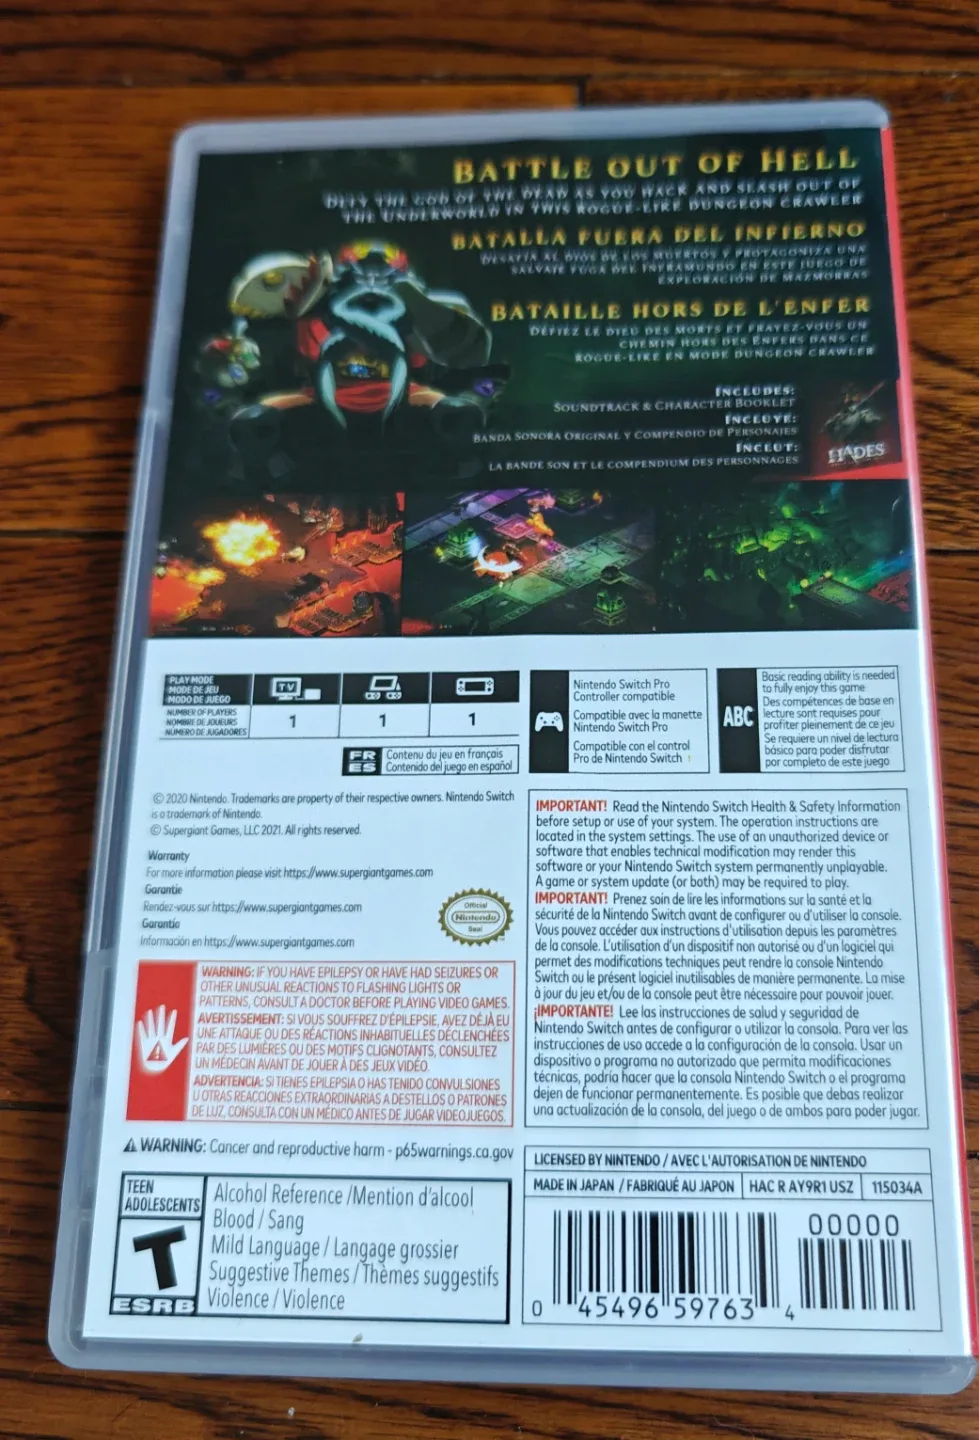 BATTLE OUT OF HELL
DEFY THE GOD OF THE DEAD AS YOU HACK AND SLASH OUT OF
THE UNDERWORLD IN THIS ROGUE-LIKE DUNGEON CRAWLER
BATALLA FUERA DEL INFIERNO
DESAFÍA AL DIOS DE LOS MUERTOS Y PROTAGONIZA UNA
SALVAJE FUGA DEL INFRAMUNDO EN ESTE JUEGO DE
EXPLORACIÓN DE MAZMORRAS
BATAILLE HORS DE L'ENFER
DÉFIEZ LE DIEU DES MORTS ET FRAYEZ-VOUS UN
CHEMIN HORS DES ENFERS DANS CE
ROGUE-LIKE EN MODE DUNGEON CRAWLER
INCLUDES:
SOUNDTRACK & CHARACTER BOOKLET
INCLUYE:
BANDA SONORA ORIGINAL Y COMPENDIO DE PERSONAJES
INCLUT:
LA BANDE SON ET LE COMPENDIUM DES PERSONNAGES
HADES
PLAY MODE
MODE DE JEU
MODO DE JUEGO
TV
NUMBER OF PLAYERS
NOMBRE DE JOUEURS
NÚMERO DE JUGADORES
1 1 1
FR ES
Contenu du jeu en français
Contenido del juego en español
Nintendo Switch Pro
Controller compatible
Compatible avec la manette
Nintendo Switch Pro
Compatible con el control
Pro de Nintendo Switch
ABC
Basic reading ability is needed
to fully enjoy this game
Des compétences de base en
lecture sont requises pour
profiter pleinement de ce jeu
Se requiere un nivel de lectura
básico para poder disfrutar
por completo de este juego
© 2020 Nintendo. Trademarks are property of their respective owners. Nintendo Switch
is a trademark of Nintendo.
© Supergiant Games, LLC 2021. All rights reserved.
Warranty
For more information please visit https://www.supergiantgames.com
Garantie
Rendez-vous sur https://www.supergiantgames.com
Garantía
Información en https://www.supergiantgames.com
Official
Nintendo
Seal
WARNING: IF YOU HAVE EPILEPSY OR HAVE HAD SEIZURES OR
OTHER UNUSUAL REACTIONS TO FLASHING LIGHTS OR
PATTERNS, CONSULT A DOCTOR BEFORE PLAYING VIDEO GAMES.
AVERTISSEMENT: SI VOUS SOUFFREZ D'ÉPILEPSIE, AVEZ DÉJÀ EU
UNE ATTAQUE OU DES RÉACTIONS INHABITUELLES DÉCLENCHÉES
PAR DES LUMIÈRES OU DES MOTIFS CLIGNOTANTS, CONSULTEZ
UN MÉDECIN AVANT DE JOUER À DES JEUX VIDÉO.
ADVERTENCIA: SI TIENES EPILEPSIA O HAS TENIDO CONVULSIONES
U OTRAS REACCIONES EXTRAORDINARIAS A DESTELLOS O PATRONES
DE LUZ, CONSULTA CON UN MÉDICO ANTES DE JUGAR VIDEOJUEGOS.
WARNING: Cancer and reproductive harm - p65warnings.ca.gov
IMPORTANT! Read the Nintendo Switch Health & Safety Information
before setup or use of your system. The operation instructions are
located in the system settings. The use of an unauthorized device or
software that enables technical modification may render this
software or your Nintendo Switch system permanently unplayable.
A game or system update (or both) may be required to play.
IMPORTANT! Prenez soin de lire les informations sur la santé et la
sécurité de la Nintendo Switch avant de configurer ou d'utiliser la console.
Vous pouvez accéder aux instructions d'utilisation depuis les paramètres
de la console. L'utilisation d'un dispositif non autorisé ou d'un logiciel qui
permet des modifications techniques peut rendre la console Nintendo
Switch ou le présent logiciel inutilisables de manière permanente. La mise
à jour du jeu et/ou de la console peut être nécessaire pour pouvoir jouer.
¡IMPORTANTE! Lee las instrucciones de salud y seguridad de
Nintendo Switch antes de configurar o utilizar la consola. Para ver las
instrucciones de uso accede a la configuración de la consola. Usar un
dispositivo o programa no autorizado que permita modificaciones
técnicas, podría hacer que la consola Nintendo Switch o el programa
dejen de funcionar permanentemente. Es posible que debas realizar
una actualización de la consola, del juego o de ambos para poder jugar.
TEEN
ADOLESCENTS
T
ESRB
Alcohol Reference / Mention d'alcool
Blood / Sang
Mild Language / Langage grossier
Suggestive Themes / Thèmes suggestifs
Violence / Violence
LICENSED BY NINTENDO / AVEC L'AUTORISATION DE NINTENDO
MADE IN JAPAN / FABRIQUÉ AU JAPON HAC R AY9R1 USZ 115034A
00000
0 45496 59763 4